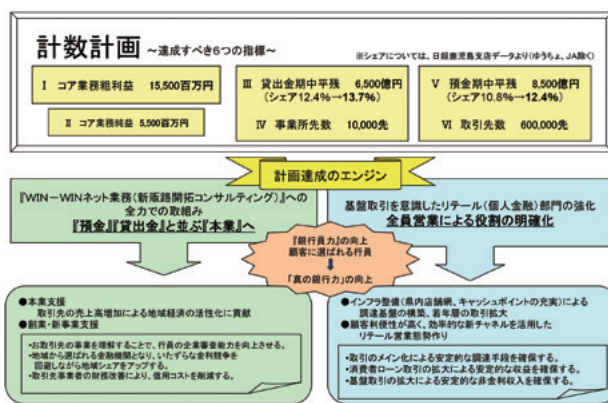 計数計画 ～達成すべき6つの指標～
※シェアについては、日銀鹿児島支店データより(ゆうちょ、JA除く)
Ⅰ コア業務粗利益 15,500百万円
Ⅱ コア業務純益 5,500百万円
Ⅲ 貸出金期中平残 6,500億円
(シェア12.4%→13.7%)
Ⅳ 事業所先数 10,000先
Ⅴ 預金期中平残 8,500億円
(シェア10.8%→12.4%)
Ⅵ 取引先数 600,000先
計画達成のエンジン
『WIN－WINネット業務(新販路開拓コンサルティング)』への
全力での取組み
『預金』『貸出金』と並ぶ『本業』へ
基盤取引を意識したリテール(個人金融)部門の強化
全員営業による役割の明確化
『銀行員力』の向上
顧客に選ばれる行員
『真の銀行力』の向上
●本業支援
取引先の売上高増加による地域経済の活性化に貢献
●創業・新事業支援
・お取引先の事業を理解することで、行員の企業審査能力を向上させる。
・地域から選ばれる金融機関となり、いたずらな金利競争を
回避しながら地域シェアをアップする。
・取引先事業者の財務改善により、信用コストを削減する。
●インフラ整備(県内店舗網、キャッシュポイントの充実)による
調達基盤の構築、若年層の取引拡大
●顧客利便性が高く、効率的な新チャネルを活用した
リテール営業態勢作り
・取引のメイン化による安定的な調達手段を確保する。
・消費者ローン取引の拡大による安定的な収益を確保する。
・基盤取引の拡大による安定的な非金利収入を確保する。